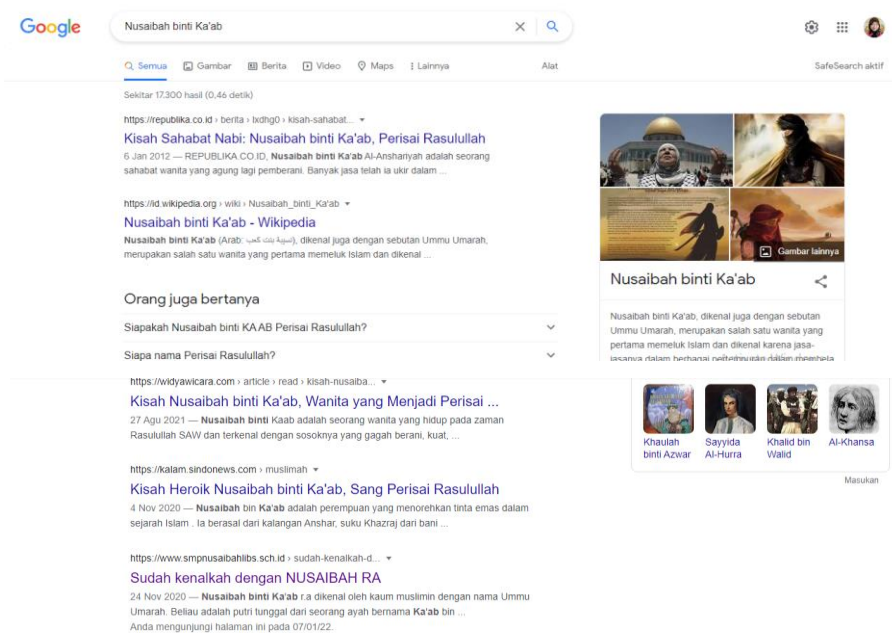 Google
Nusaibah binti Ka'ab
Semua Gambar Berita Video Maps Lainnya Alat SafeSearch aktif
Sekitar 17.300 hasil (0,46 detik)
https://republika.co.id › berita › lxdhg0 › kisah-sahabat...
Kisah Sahabat Nabi: Nusaibah binti Ka'ab, Perisai Rasulullah
6 Jan 2012 — REPUBLIKA.CO.ID, Nusaibah binti Ka'ab Al-Anshariyah adalah seorang
sahabat wanita yang agung lagi pemberani. Banyak jasa telah ia ukir dalam ...
https://id.wikipedia.org › wiki › Nusaibah_binti_Ka'ab
Nusaibah binti Ka'ab - Wikipedia
Nusaibah binti Ka'ab (Arab: نسيبة بنت كعب), dikenal juga dengan sebutan Ummu Umarah,
merupakan salah satu wanita yang pertama memeluk Islam dan dikenal ...
Orang juga bertanya
Siapakah Nusaibah binti KA AB Perisai Rasulullah?
Siapa nama Perisai Rasulullah?
https://widyawicara.com › article › read › kisah-nusaiba...
Kisah Nusaibah binti Ka'ab, Wanita yang Menjadi Perisai ...
27 Agu 2021 — Nusaibah binti Kaab adalah seorang wanita yang hidup pada zaman
Rasulullah SAW dan terkenal dengan sosoknya yang gagah berani, kuat, ...
https://kalam.sindonews.com › muslimah
Kisah Heroik Nusaibah binti Ka'ab, Sang Perisai Rasulullah
4 Nov 2020 — Nusaibah bin Ka'ab adalah perempuan yang menorehkan tinta emas dalam
sejarah Islam . Ia berasal dari kalangan Anshar, suku Khazraj dari bani ...
https://www.smpnusaibahlibs.sch.id › sudah-kenalkah-d...
Sudah kenalkah dengan NUSAIBAH RA
24 Nov 2020 — Nusaibah binti Ka'ab r.a dikenal oleh kaum muslimin dengan nama Ummu
Umarah. Beliau adalah putri tunggal dari seorang ayah bernama Ka'ab bin ...
Anda mengunjungi halaman ini pada 07/01/22.
Gambar lainnya
Nusaibah binti Ka'ab
Nusaibah binti Ka'ab, dikenal juga dengan sebutan
Ummu Umarah, merupakan salah satu wanita yang
pertama memeluk Islam dan dikenal karena jasa-
jasanya dalam berbagai pertempuran dalam membela
Khaulah binti Azwar
Sayyida Al-Hurra
Khalid bin Walid
Al-Khansa
Masukan